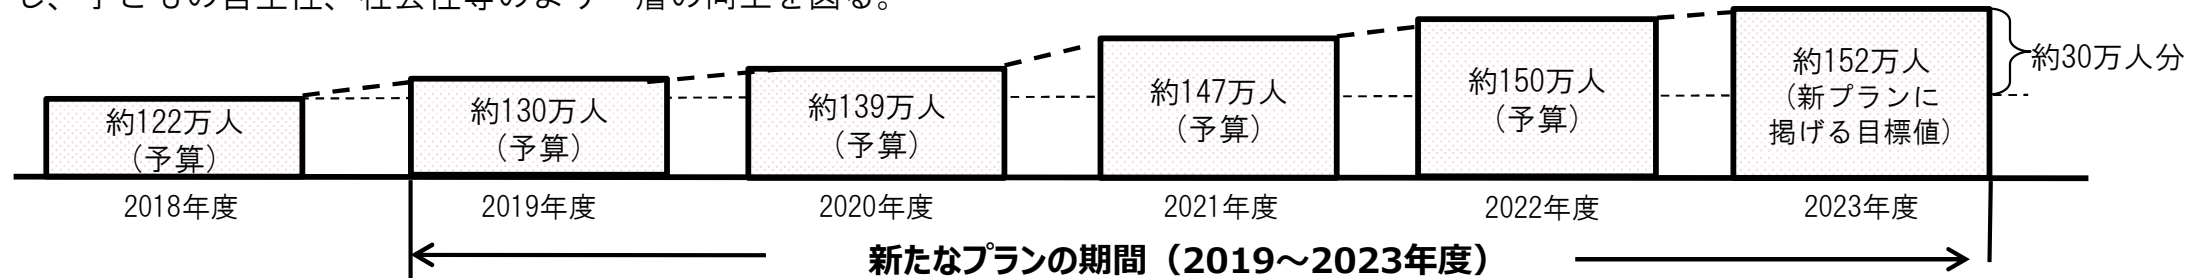 し、子どもの自主性、社会性等のより一層の向上を図る。
約122万人
（予算）
約130万人
（予算）
約139万人
（予算）
約147万人
（予算）
約150万人
（予算）
約152万人
（新プランに
掲げる目標値）
約30万人分
2018年度
2019年度
2020年度
2021年度
2022年度
2023年度
新たなプランの期間（2019～2023年度）